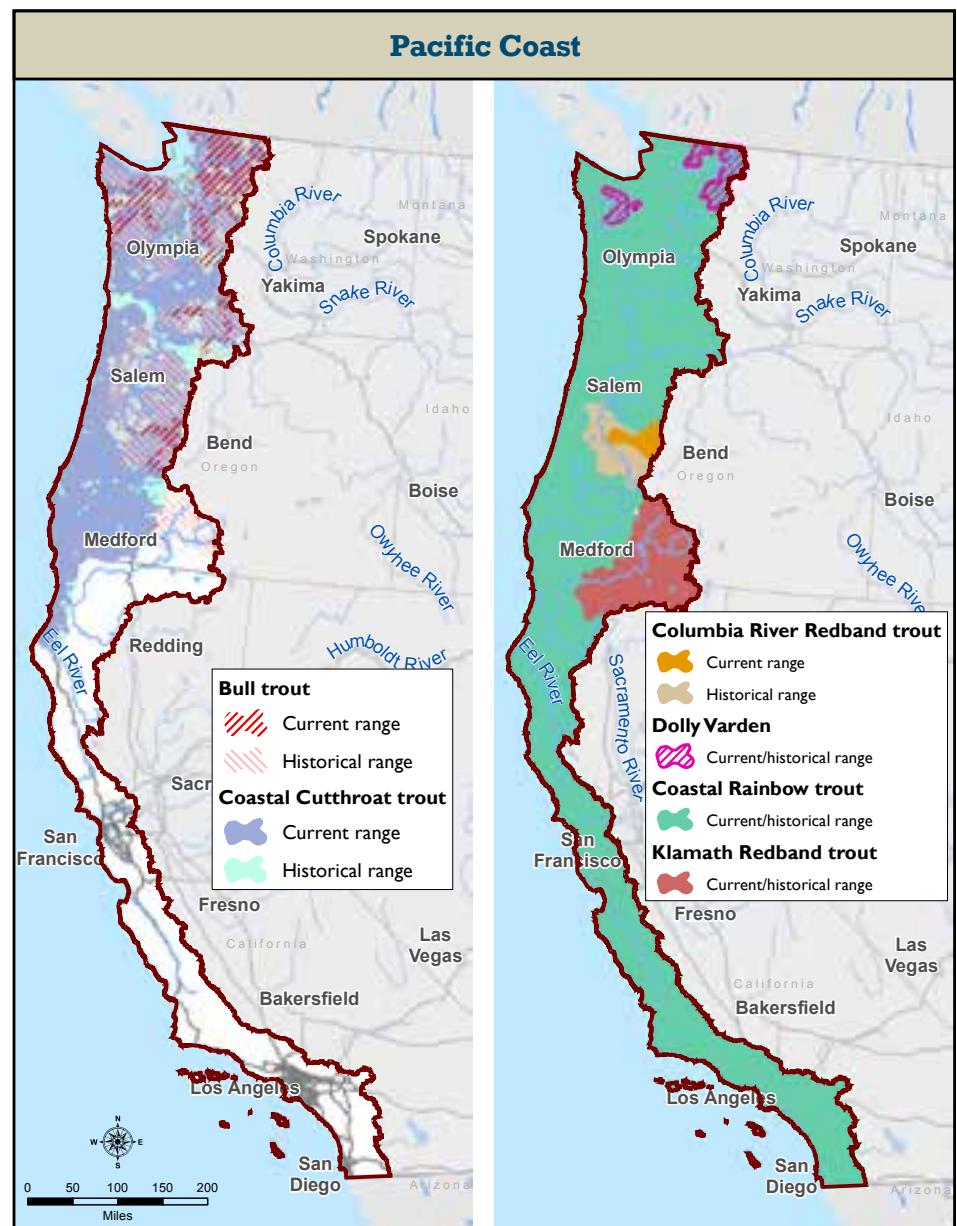 Pacific Coast
Columbia River
Montana
Spokane
Olympia
Washington
Yakima
Snake River
Salem
Idaho
Bend
Oregon
Boise
Medford
Owyhee River
Redding
Eel River
Humboldt River
Bull trout
Current range
Historical range
Coastal Cutthroat trout
Current range
Historical range
Sacr
San
Francisco
Fresno
California
Las
Vegas
Bakersfield
Los Angeles
N
W E
S
San
Diego
Arizona
0 50 100 150 200
Miles
Columbia River
Montana
Spokane
Olympia
Washington
Yakima
Snake River
Salem
Idaho
Bend
Oregon
Boise
Medford
Owyhee River
Eel River
Sacramento River
Columbia River Redband trout
Current range
Historical range
Dolly Varden
Current/historical range
Coastal Rainbow trout
Current/historical range
Klamath Redband trout
Current/historical range
San
Francisco
Fresno
California
Las
Vegas
Bakersfield
Los Angeles
San
Diego
Arizona